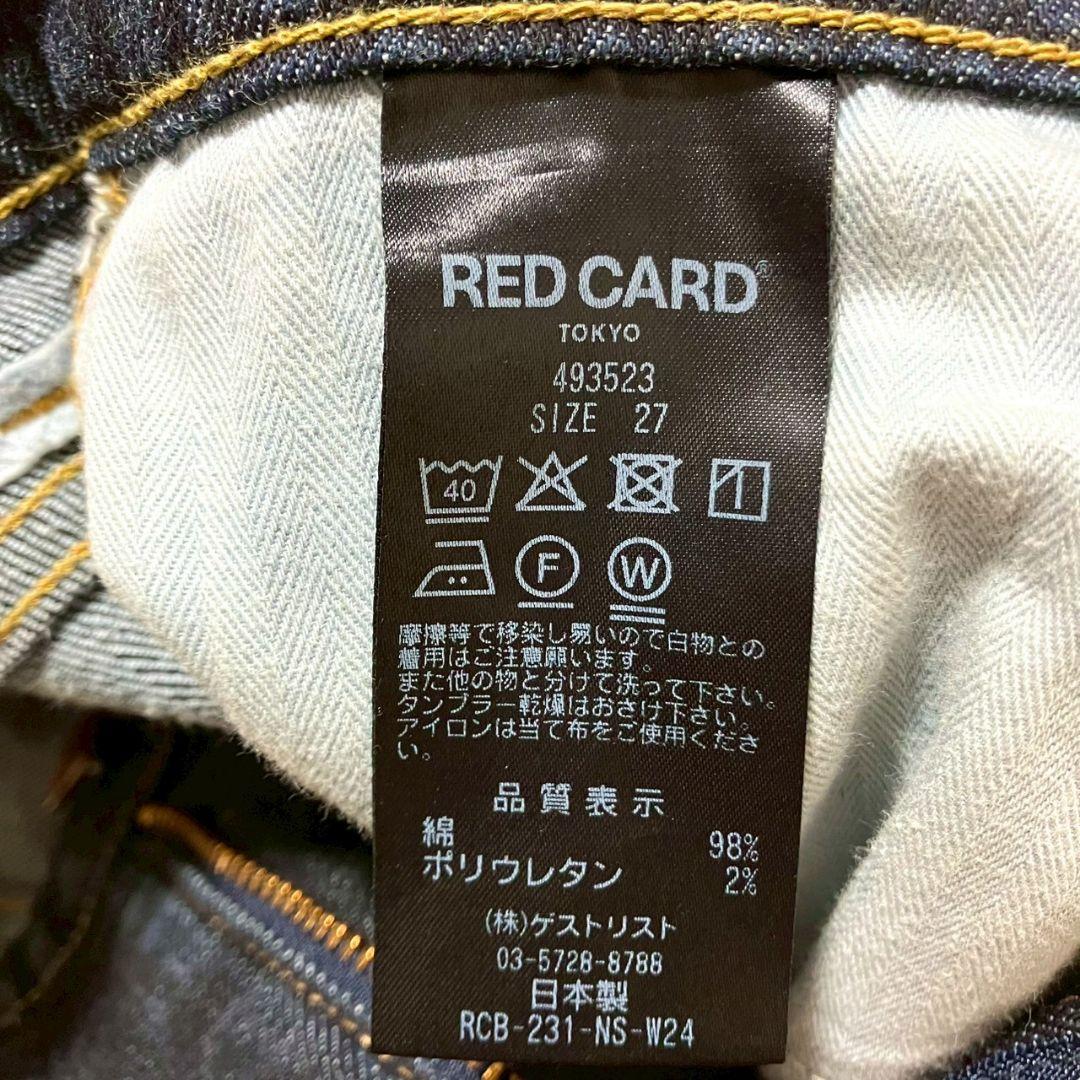 RED CARD®
TOKYO
493523
SIZE 27
40
F W
摩擦等で移染し易いので白物との
着用はご注意願います。
また他の物と分けて洗って下さい。
タンブラー乾燥はおさけ下さい。
アイロンは当て布をご使用くださ
い。
品質表示
綿 98%
ポリウレタン 2%
(株)ゲストリスト
03-5728-8788
日本製
RCB-231-NS-W24